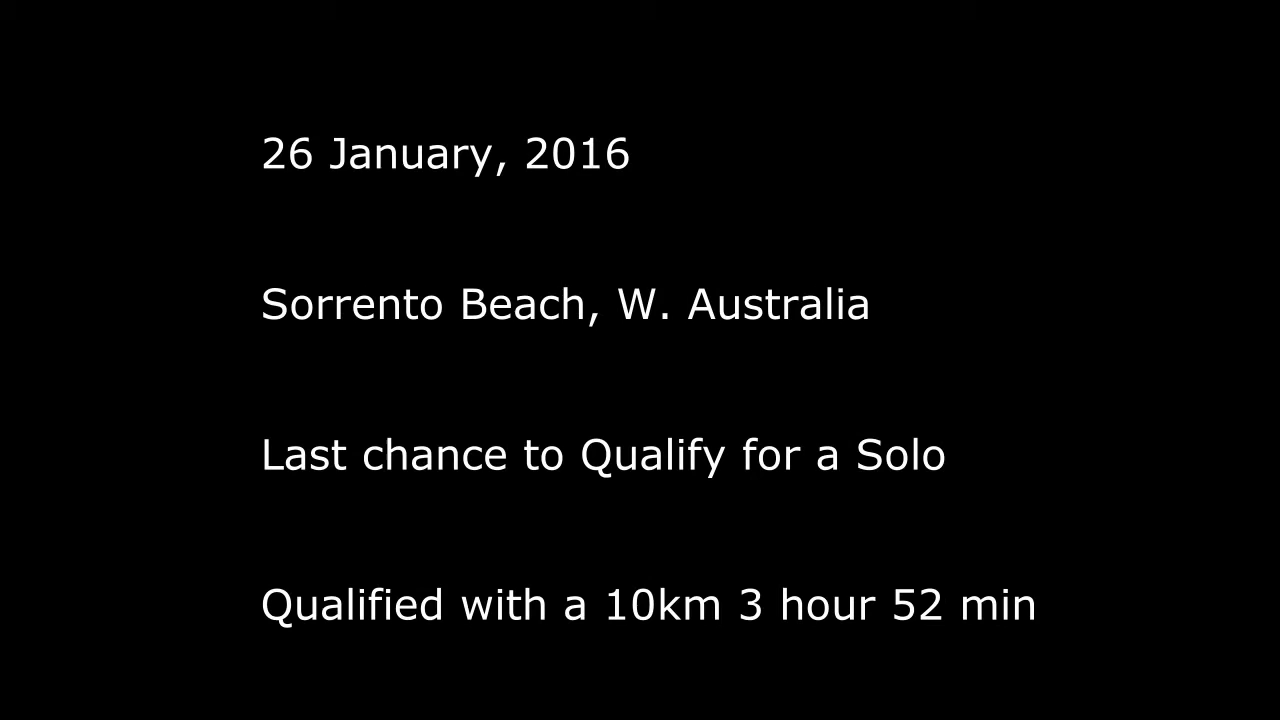 26 January, 2016
Sorrento Beach, W. Australia
Last chance to Qualify for a Solo
Qualified with a 10km 3 hour 52 min